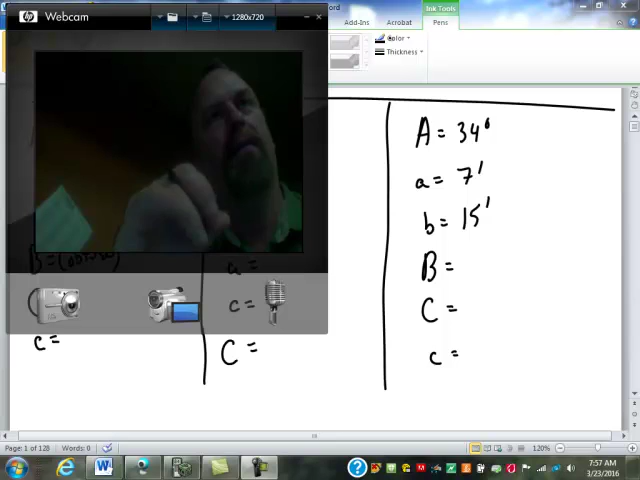 Webcam
1280x720
ord
Ink Tools
Add-Ins
Acrobat
Pens
Color
Thickness
A = 34°
a = 7'
b = 15'
B =
C =
c =
a =
c =
C =
c =
Page: 1 of 128
Words: 0
120%
7:57 AM
3/23/2016